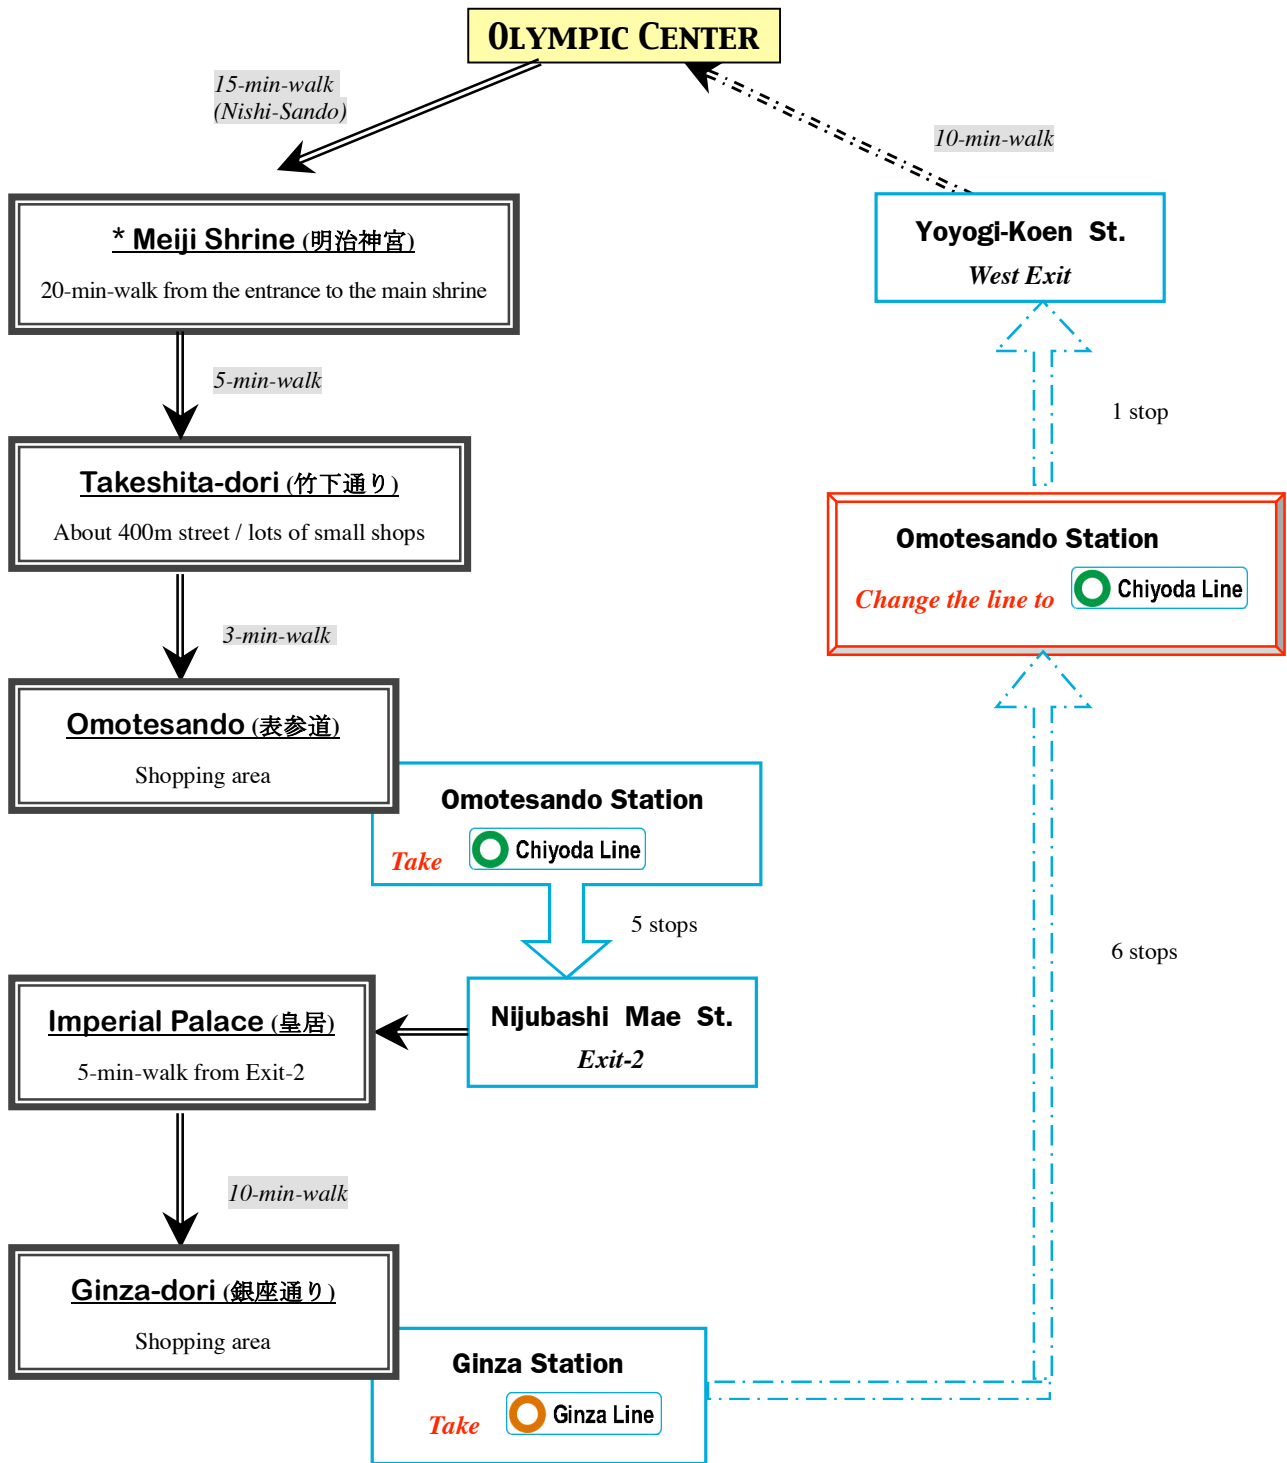 OLYMPIC CENTER
15-min-walk
(Nishi-Sando)
10-min-walk
* Meiji Shrine (明治神宮)
20-min-walk from the entrance to the main shrine
Yoyogi-Koen St.
West Exit
5-min-walk
1 stop
Takeshita-dori (竹下通り)
About 400m street / lots of small shops
Omotesando Station
Change the line to Chiyoda Line
3-min-walk
Omotesando (表参道)
Shopping area
Omotesando Station
Take Chiyoda Line
5 stops
6 stops
Imperial Palace (皇居)
5-min-walk from Exit-2
Nijubashi Mae St.
Exit-2
10-min-walk
Ginza-dori (銀座通り)
Shopping area
Ginza Station
Take Ginza Line